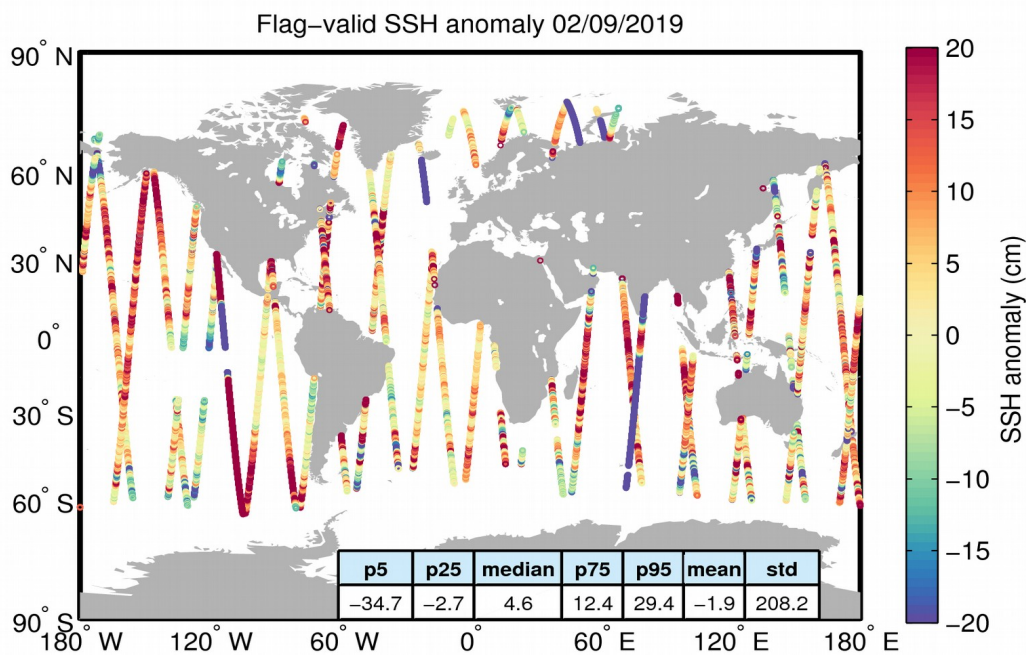 Flag−valid SSH anomaly 02/09/2019
90° N
60° N
30° N
0°
30° S
60° S
90° S
180° W
120° W
60° W
0°
60° E
120° E
180° E
p5 p25 median p75 p95 mean std
−34.7 −2.7 4.6 12.4 29.4 −1.9 208.2
20
15
10
5
0
−5
−10
−15
−20
SSH anomaly (cm)